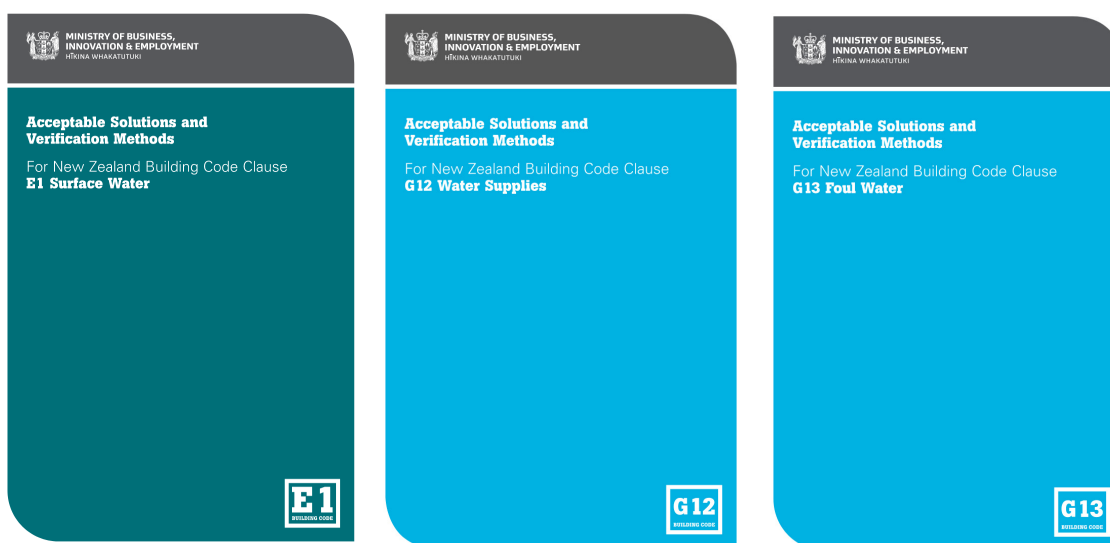 MINISTRY OF BUSINESS,
INNOVATION & EMPLOYMENT
HĪKINA WHAKATUTUKI
Acceptable Solutions and
Verification Methods
For New Zealand Building Code Clause
E1 Surface Water
E1
BUILDING CODE
MINISTRY OF BUSINESS,
INNOVATION & EMPLOYMENT
HĪKINA WHAKATUTUKI
Acceptable Solutions and
Verification Methods
For New Zealand Building Code Clause
G12 Water Supplies
G12
BUILDING CODE
MINISTRY OF BUSINESS,
INNOVATION & EMPLOYMENT
HĪKINA WHAKATUTUKI
Acceptable Solutions and
Verification Methods
For New Zealand Building Code Clause
G13 Foul Water
G13
BUILDING CODE